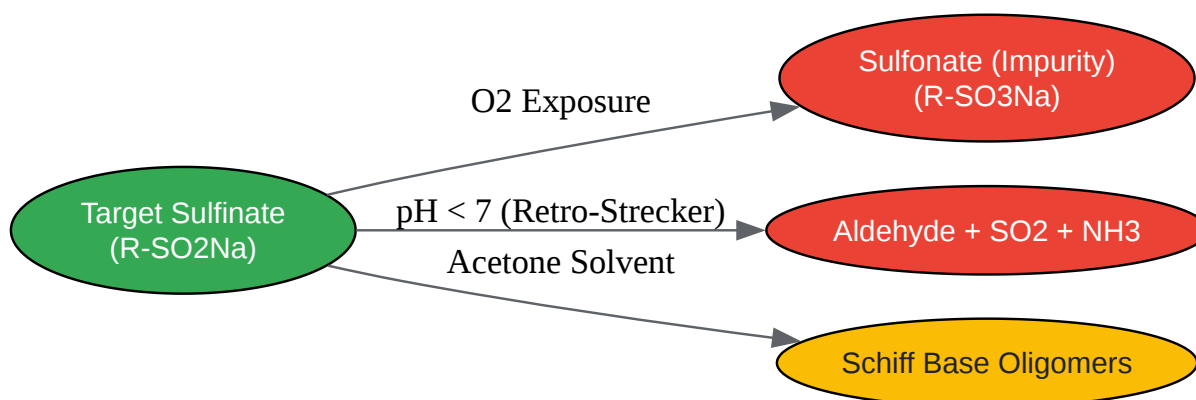 Sulfonate (Impurity)
(R-SO3Na)
O2 Exposure
Target Sulfinate
(R-SO2Na)
pH < 7 (Retro-Strecker)
Aldehyde + SO2 + NH3
Acetone Solvent
Schiff Base Oligomers